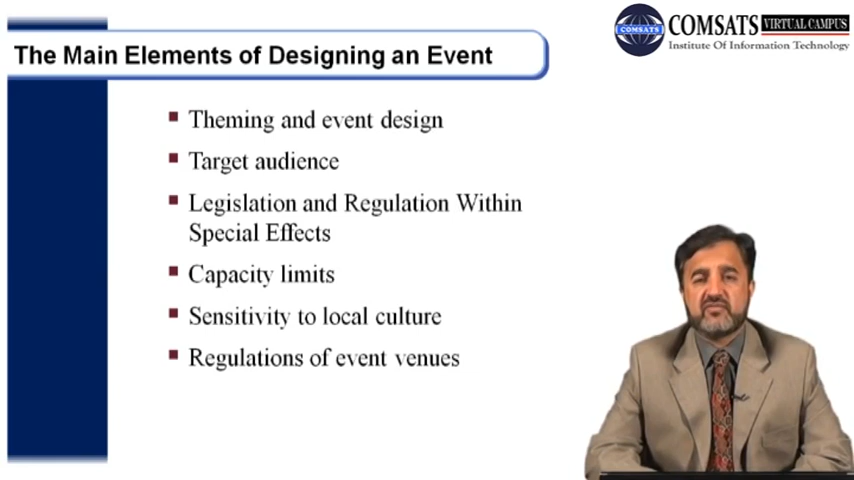 COMSATS
COMSATS VIRTUAL CAMPUS
Institute Of Information Technology
The Main Elements of Designing an Event
Theming and event design
Target audience
Legislation and Regulation Within
Special Effects
Capacity limits
Sensitivity to local culture
Regulations of event venues